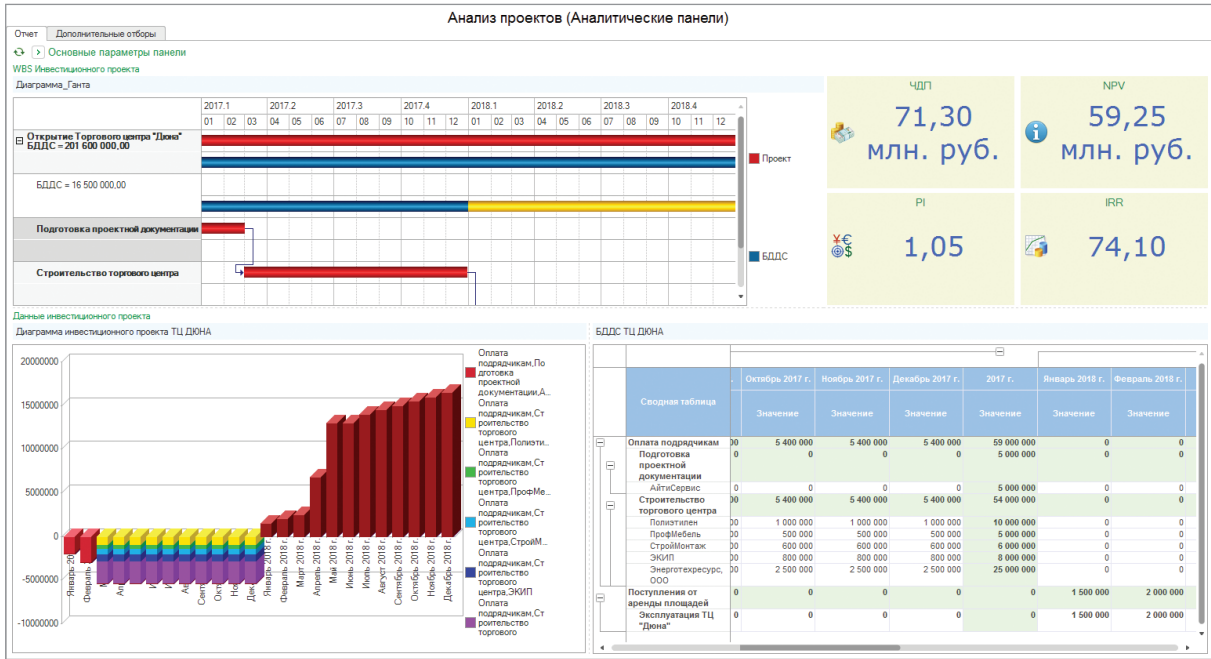 Анализ проектов (Аналитические панели)
Отчет Дополнительные отборы
Основные параметры панели
WBS Инвестиционного проекта
Диаграмма_Ганта
2017.1 2017.2 2017.3 2017.4 2018.1 2018.2 2018.3 2018.4
01 02 03 04 05 06 07 08 09 10 11 12 01 02 03 04 05 06 07 08 09 10 11 12
Открытие Торгового центра "Дюна"
БДДС = 201 600 000,00
БДДС = 16 500 000,00
Подготовка проектной документации
Строительство торгового центра
Проект
БДДС
ЧДП
71,30
млн. руб.
NPV
59,25
млн. руб.
PI
1,05
IRR
74,10
Данные инвестиционного проекта
Диаграмма инвестиционного проекта ТЦ ДЮНА
20000000
15000000
10000000
5000000
0
-5000000
-10000000
Январь 20
Февраль
Сент
Окт
Но
Дек
Январь 2018 г.
Февраль 2018 г.
Март 2018 г.
Апрель 2018 г.
Май 2018 г.
Июнь 2018 г.
Июль 2018 г.
Август 2018 г.
Сентябрь 2018 г.
Октябрь 2018 г.
Ноябрь 2018 г.
Декабрь 2018 г.
Оплата
подрядчикам,По
дготовка
проектной
документации,А...
Оплата
подрядчикам,Ст
роительство
торгового
центра,Полиэти...
Оплата
подрядчикам,Ст
роительство
торгового
центра,ПрофМе...
Оплата
подрядчикам,Ст
роительство
торгового
центра,СтройМ...
Оплата
подрядчикам,Ст
роительство
торгового
центра,ЭКИП
Оплата
подрядчикам,Ст
роительство
торгового
БДДС ТЦ ДЮНА
Сводная таблица
. Октябрь 2017 г. Ноябрь 2017 г. Декабрь 2017 г. 2017 г. Январь 2018 г. Февраль 2018 г.
Значение Значение Значение Значение Значение Значение
Оплата подрядчикам 00 5 400 000 5 400 000 5 400 000 59 000 000 0 0
Подготовка 0 0 0 0 5 000 000 0 0
проектной
документации
АйтиСервис 0 0 0 0 5 000 000 0 0
Строительство 00 5 400 000 5 400 000 5 400 000 54 000 000 0 0
торгового центра
Полиэтилен 00 1 000 000 1 000 000 1 000 000 10 000 000 0 0
ПрофМебель 00 500 000 500 000 500 000 5 000 000 0 0
СтройМонтаж 00 600 000 600 000 600 000 6 000 000 0 0
ЭКИП 00 800 000 800 000 800 000 8 000 000 0 0
Энерготехресурс, 00 2 500 000 2 500 000 2 500 000 25 000 000 0 0
ООО
Поступления от 0 0 0 0 0 1 500 000 2 000 000
аренды площадей
Эксплуатация ТЦ 0 0 0 0 0 1 500 000 2 000 000
"Дюна"